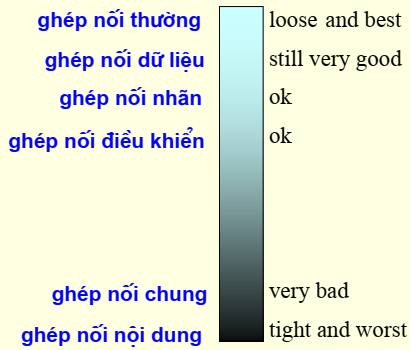 ghép nối thường loose and best
ghép nối dữ liệu still very good
ghép nối nhãn ok
ghép nối điều khiển ok
ghép nối chung very bad
ghép nối nội dung tight and worst